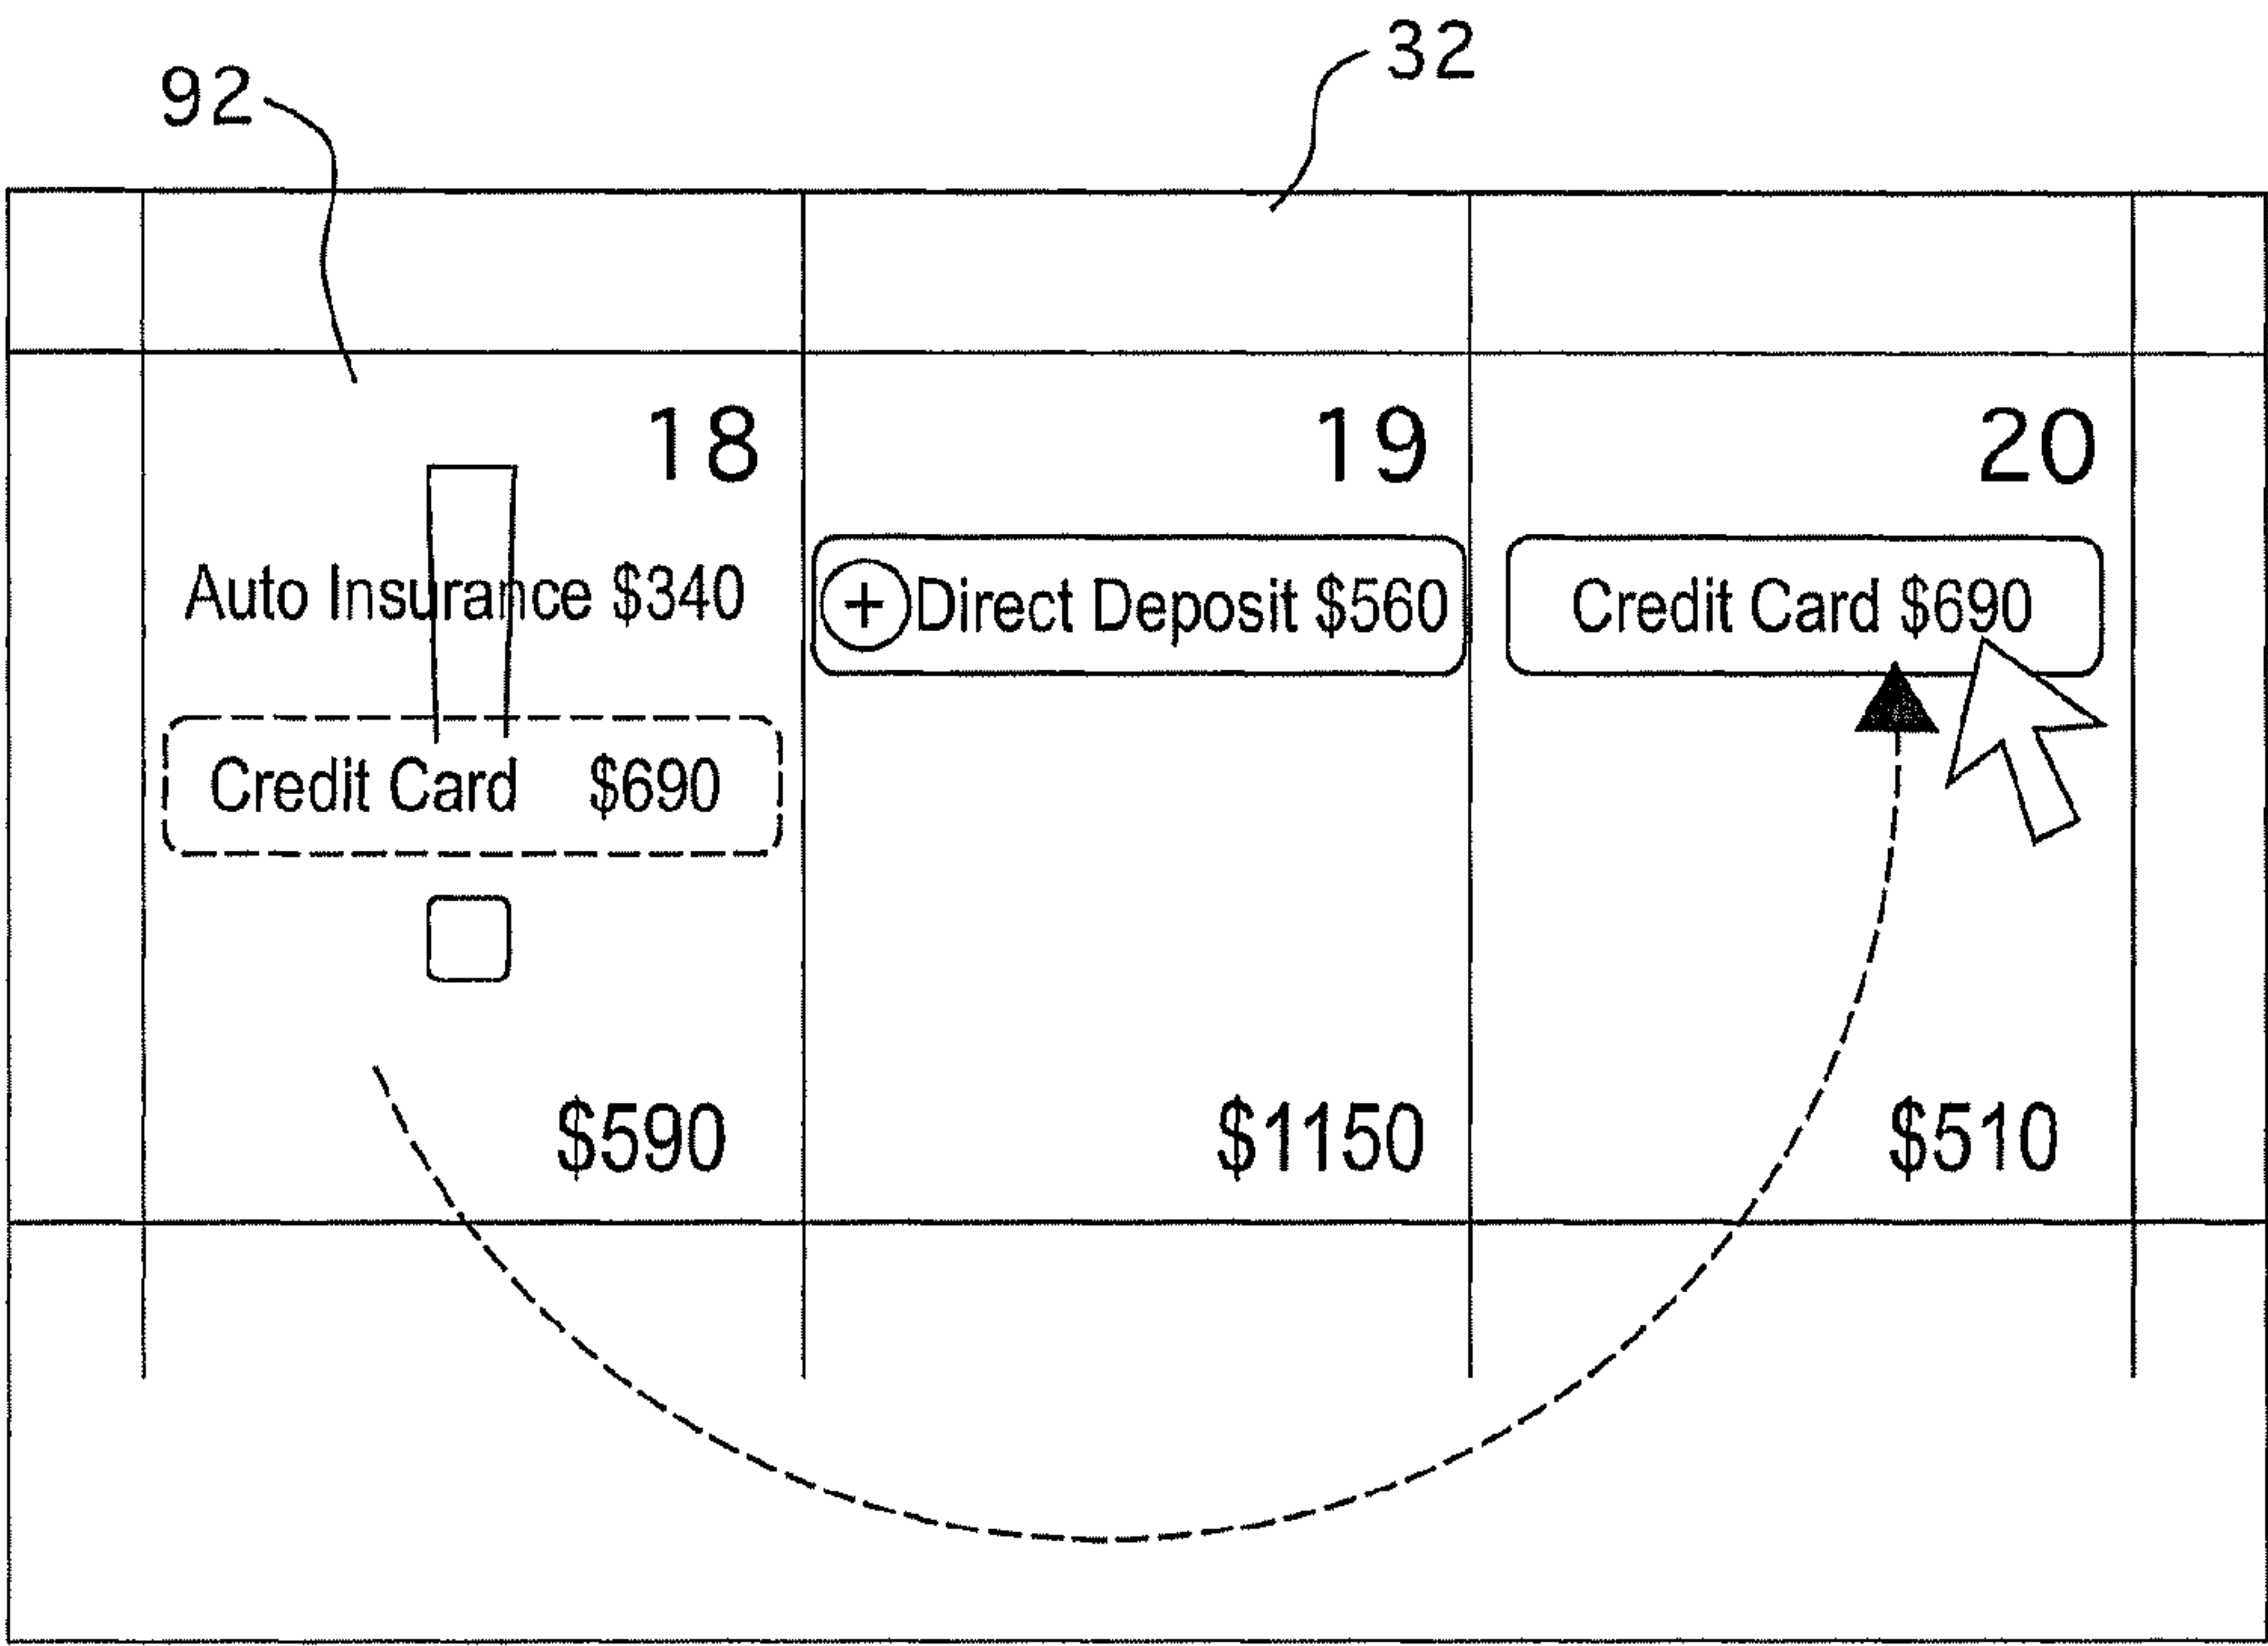 32
92
18
19
20
Auto Insurance $340
+ Direct Deposit $560
Credit Card $690
Credit Card $690
$590
$1150
$510